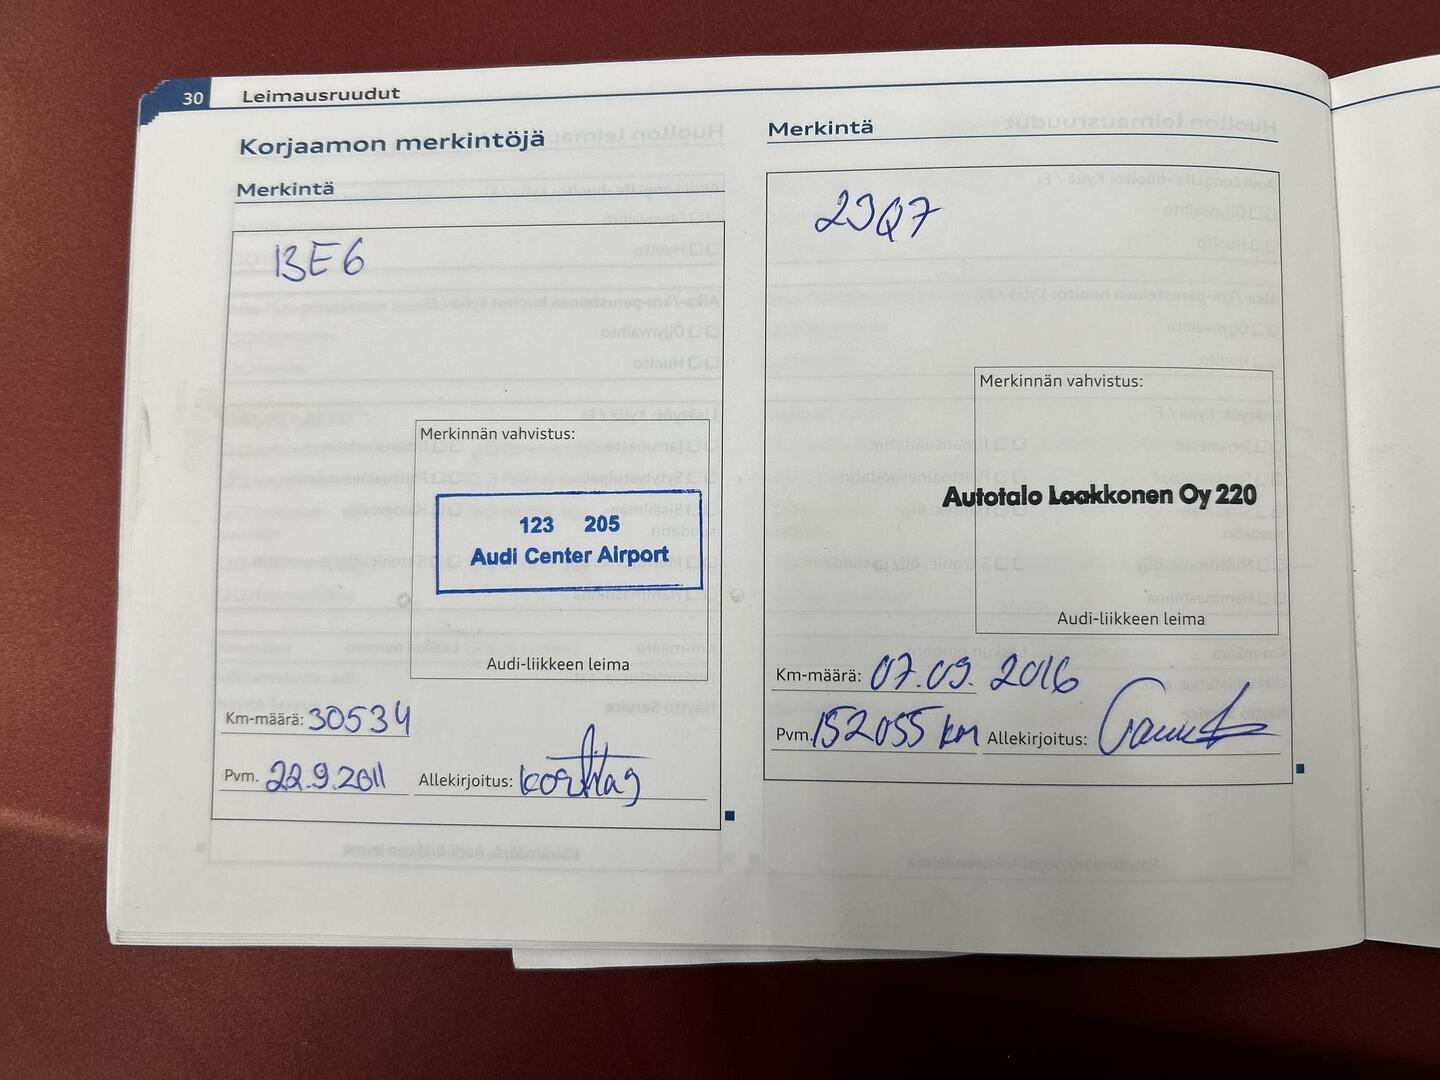 30 Leimausruudut
Korjaamon merkintöjä
Merkintä
13E6
Merkinnän vahvistus:
123 205
Audi Center Airport
Audi-liikkeen leima
Km-määrä: 30534
Pvm. 22.9.2011 Allekirjoitus:
Merkintä
23Q7
Merkinnän vahvistus:
Autotalo Laakkonen Oy 220
Audi-liikkeen leima
Km-määrä: 07.09. 2016
Pvm. 152055 km Allekirjoitus: